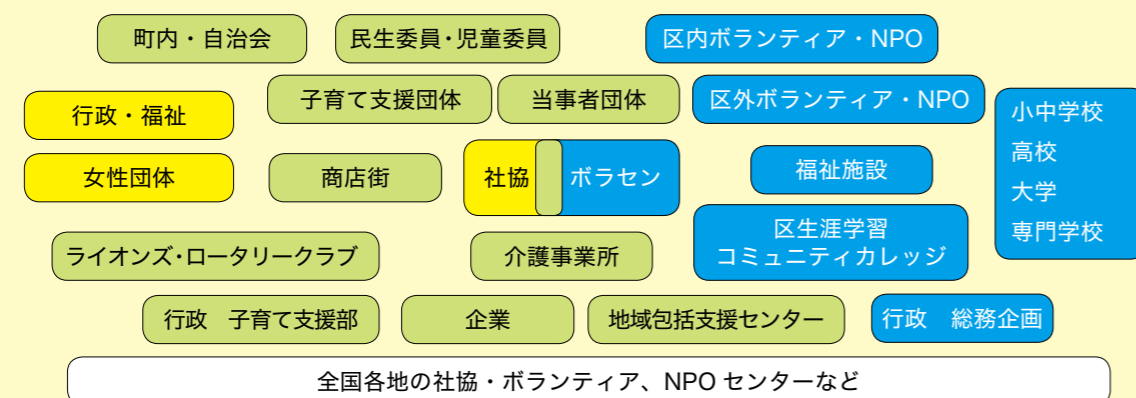 町内・自治会
民生委員・児童委員
区内ボランティア・NPO
子育て支援団体
当事者団体
区外ボランティア・NPO
行政・福祉
小中学校
高校
大学
専門学校
女性団体
商店街
社協
ボラセン
福祉施設
区生涯学習
コミュニティカレッジ
ライオンズ・ロータリークラブ
介護事業所
行政　子育て支援部
企業
地域包括支援センター
行政　総務企画
全国各地の社協・ボランティア、NPO センターなど